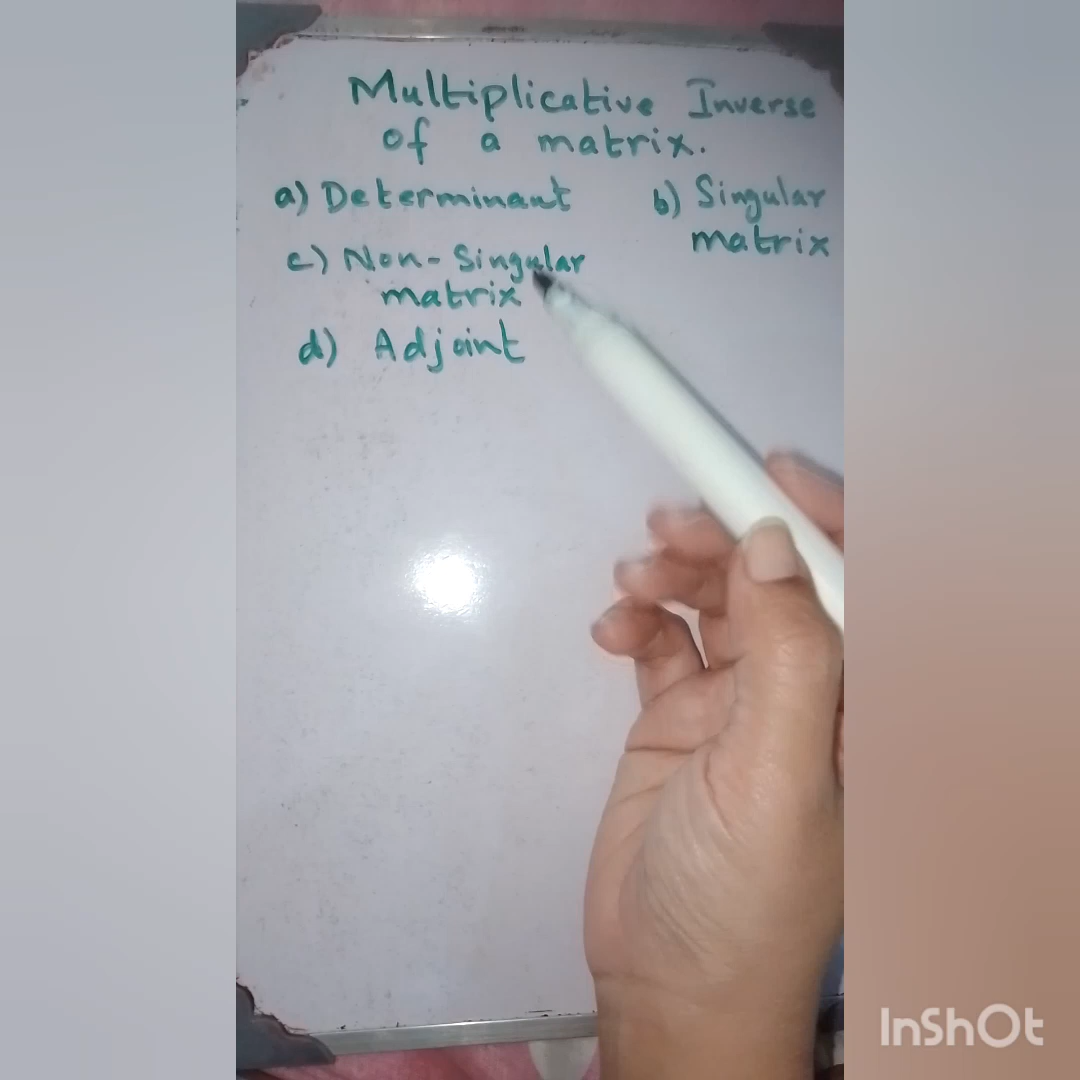 Multiplicative Inverse
of a matrix.
a) Determinant b) Singular
matrix
c) Non-Singular
matrix
d) Adjoint
InShOt